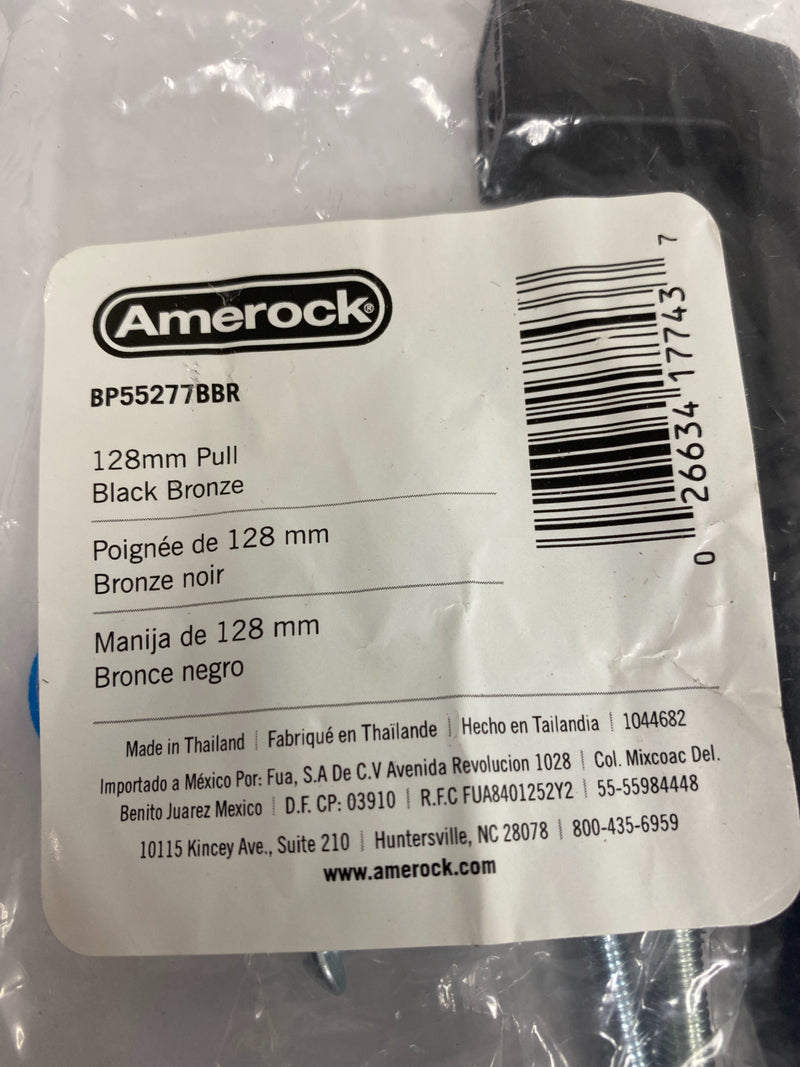 Amerock®
BP55277BBR
128mm Pull
Black Bronze
Poignée de 128 mm
Bronze noir
Manija de 128 mm
Bronce negro
0 26634 17743 7
Made in Thailand | Fabriqué en Thaïlande | Hecho en Tailandia | 1044682
Importado a México Por: Fua, S.A De C.V Avenida Revolucion 1028 | Col. Mixcoac Del.
Benito Juarez Mexico | D.F. CP: 03910 | R.F.C FUA8401252Y2 | 55-55984448
10115 Kincey Ave., Suite 210 | Huntersville, NC 28078 | 800-435-6959
www.amerock.com